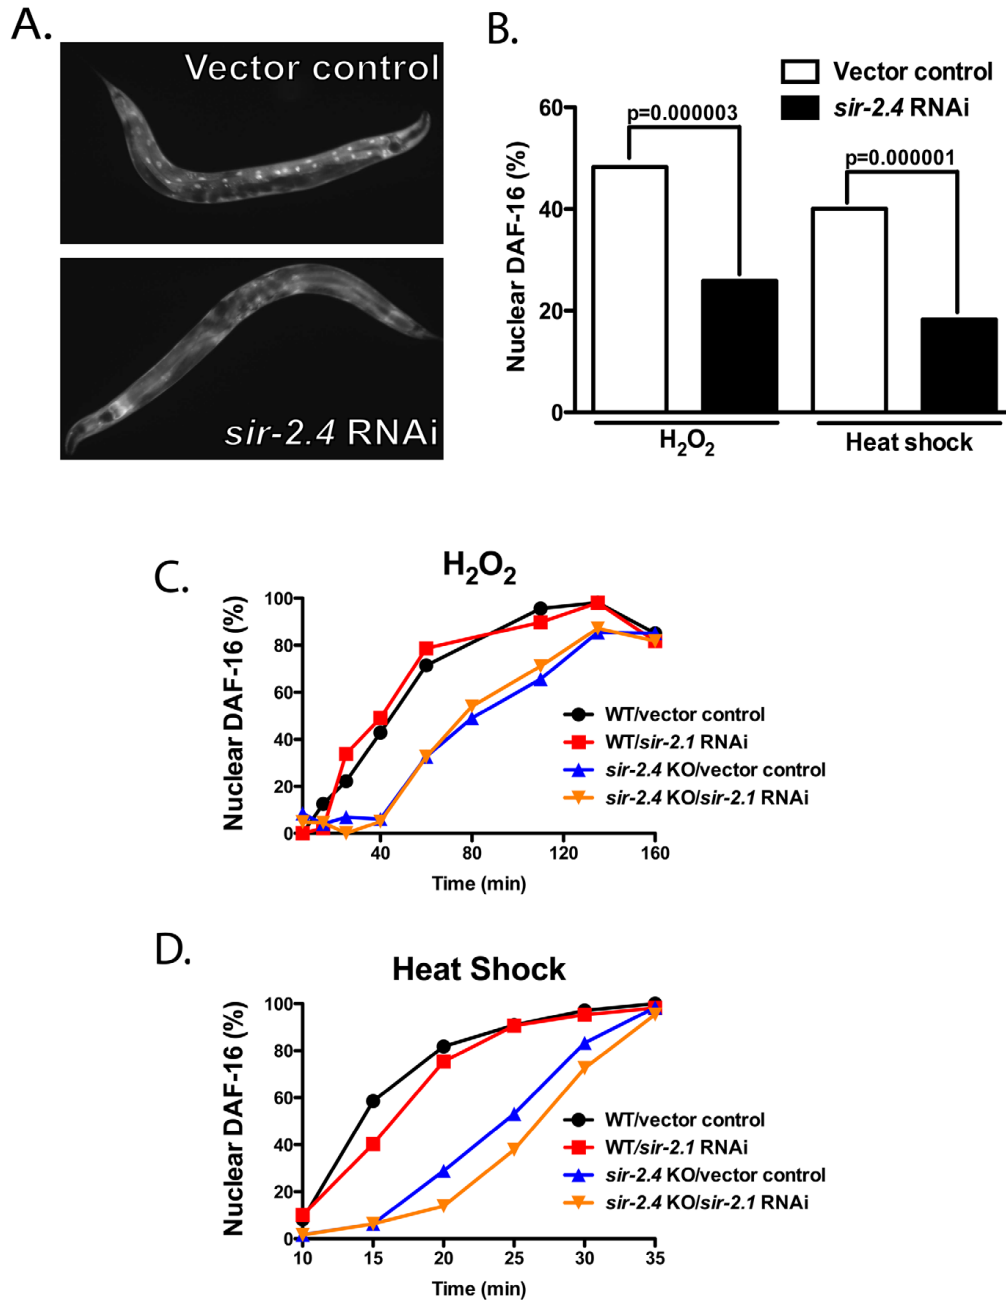 A.
Vector control
sir-2.4 RNAi
B.
Vector control
sir-2.4 RNAi
Nuclear DAF-16 (%)
60
40
20
0
p=0.000003
p=0.000001
H₂O₂
Heat shock
C.
H₂O₂
Nuclear DAF-16 (%)
100
80
60
40
20
0
40
80
120
160
Time (min)
WT/vector control
WT/sir-2.1 RNAi
sir-2.4 KO/vector control
sir-2.4 KO/sir-2.1 RNAi
D.
Heat Shock
Nuclear DAF-16 (%)
100
80
60
40
20
0
10
15
20
25
30
35
Time (min)
WT/vector control
WT/sir-2.1 RNAi
sir-2.4 KO/vector control
sir-2.4 KO/sir-2.1 RNAi